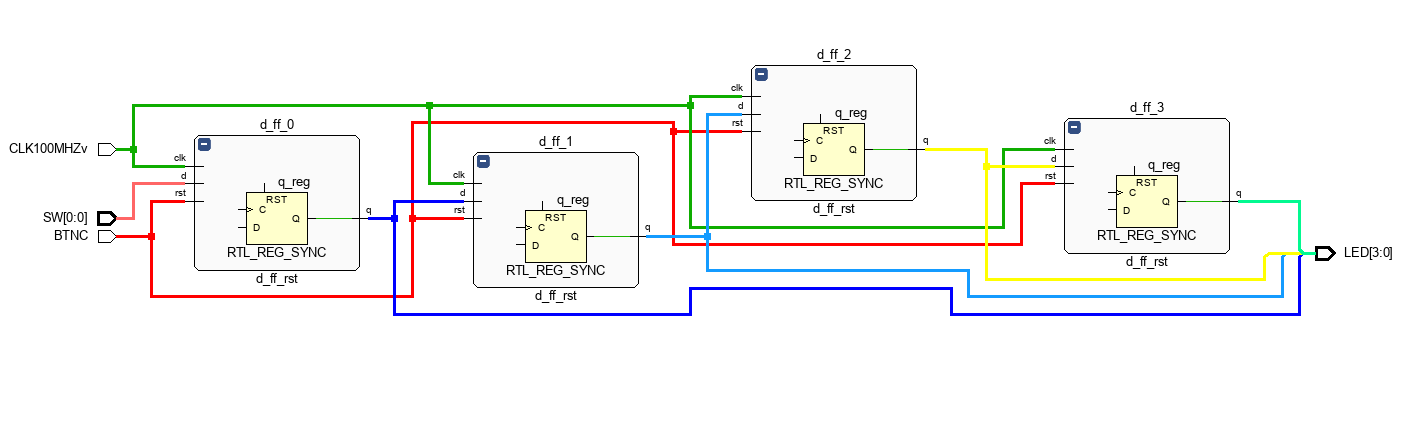 d_ff_0
clk
d
rst
q_reg
RST
C
D
Q
RTL_REG_SYNC
q
d_ff_rst
CLK100MHZv
SW[0:0]
BTNC
d_ff_1
clk
d
rst
q_reg
RST
C
D
Q
RTL_REG_SYNC
q
d_ff_rst
d_ff_2
clk
d
rst
q_reg
RST
C
D
Q
RTL_REG_SYNC
q
d_ff_rst
d_ff_3
clk
d
rst
q_reg
RST
C
D
Q
RTL_REG_SYNC
q
d_ff_rst
LED[3:0]